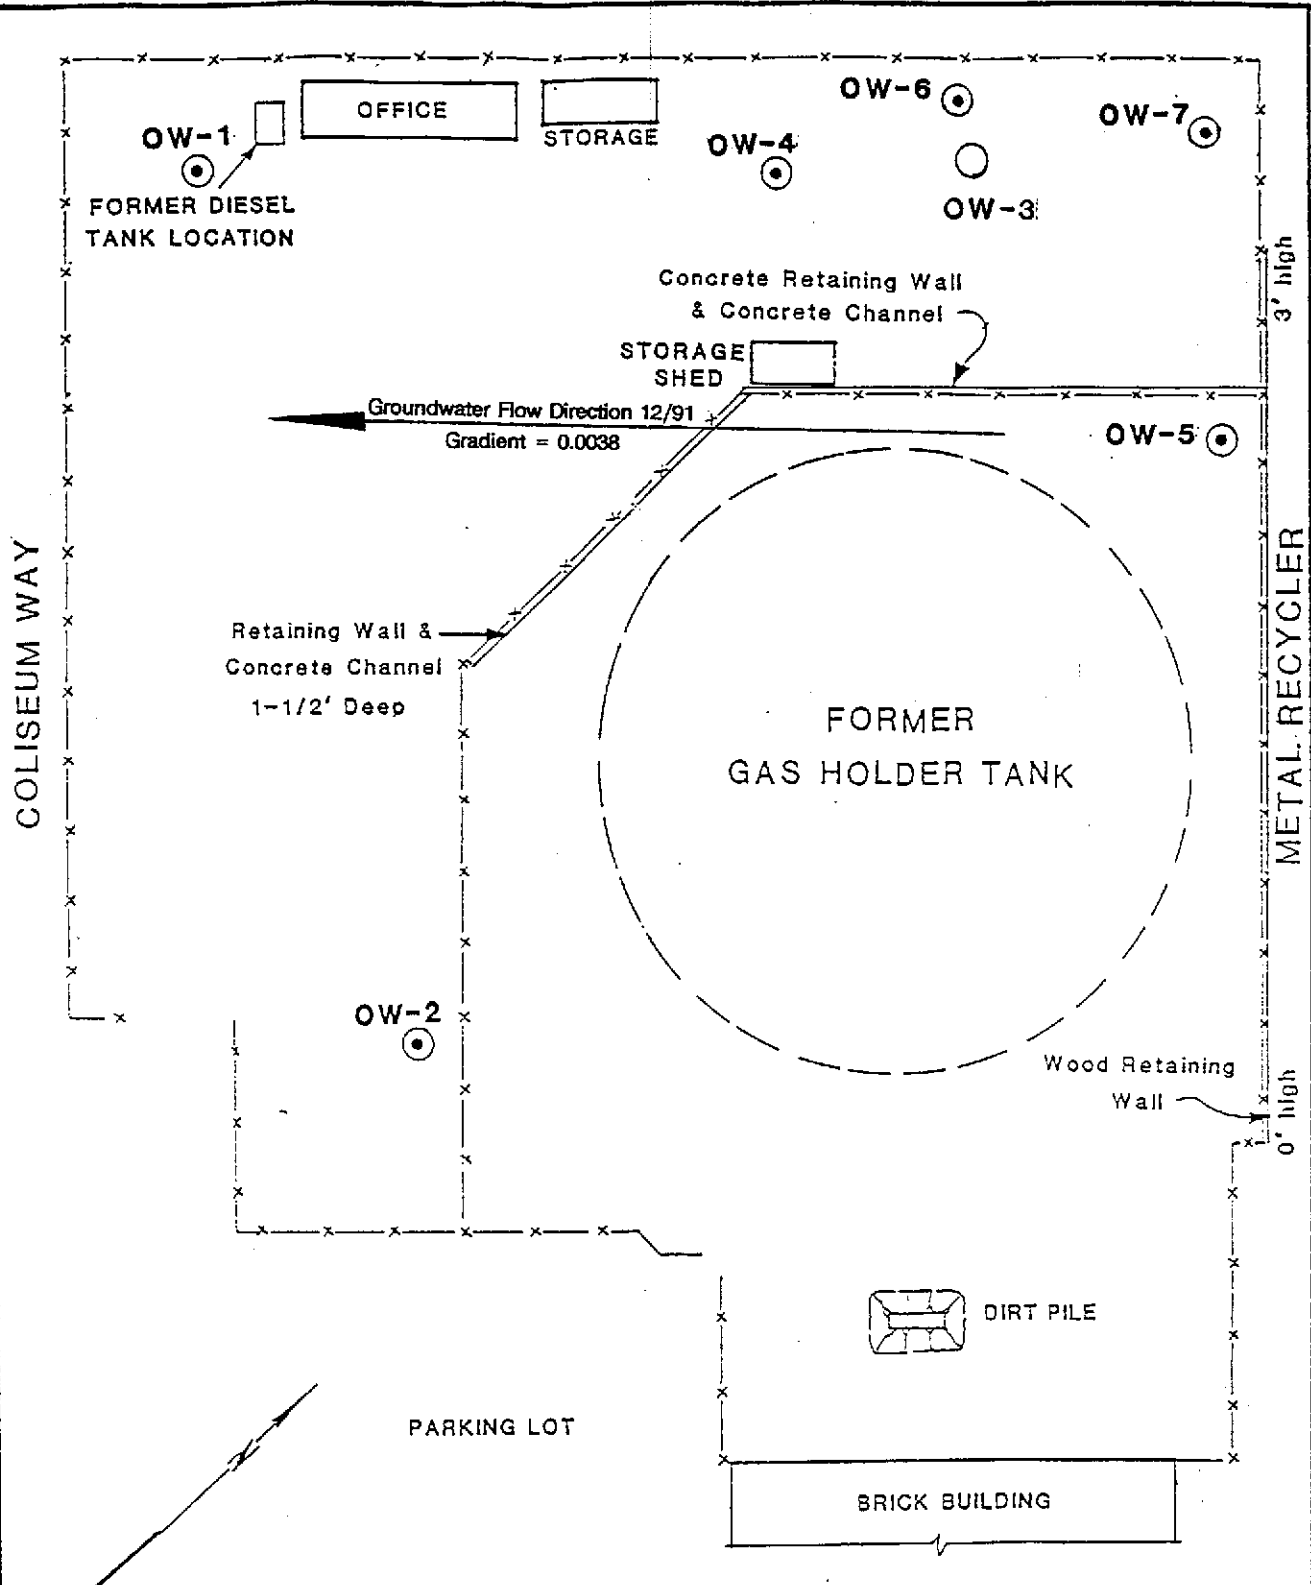 OW-6
OW-7
OFFICE
STORAGE
OW-1
OW-4
OW-3
FORMER DIESEL
TANK LOCATION
3' high
Concrete Retaining Wall
& Concrete Channel
STORAGE
SHED
Groundwater Flow Direction 12/91
Gradient = 0.0038
OW-5
COLISEUM WAY
METAL RECYCLER
Retaining Wall &
Concrete Channel
1-1/2' Deep
FORMER
GAS HOLDER TANK
OW-2
Wood Retaining
Wall
0' high
DIRT PILE
PARKING LOT
BRICK BUILDING